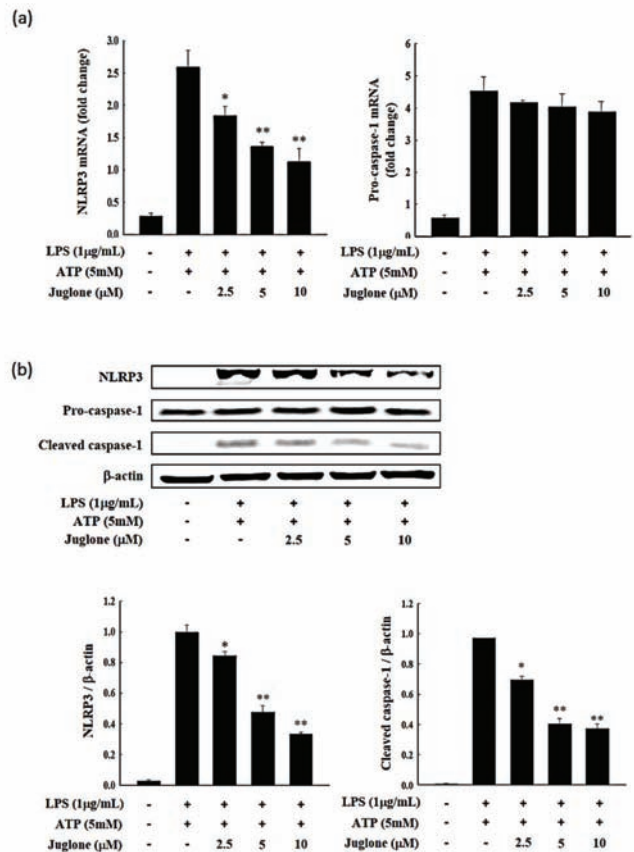 (a)
NLRP3 mRNA (fold change)
3.0
2.5
2.0
1.5
1.0
0.5
0.0
* ** **
LPS (1μg/mL) - + + + +
ATP (5mM) - + + + +
Juglone (μM) - - 2.5 5 10
Pro-caspase-1 mRNA
(fold change)
6
5
4
3
2
1
0
LPS (1μg/mL) - + + + +
ATP (5mM) - + + + +
Juglone (μM) - - 2.5 5 10
(b)
NLRP3
Pro-caspase-1
Cleaved caspase-1
β-actin
LPS (1μg/mL) - + + + +
ATP (5mM) - + + + +
Juglone (μM) - - 2.5 5 10
NLRP3 / β-actin
1.2
1.0
0.8
0.6
0.4
0.2
0.0
* ** **
LPS (1μg/mL) - + + + +
ATP (5mM) - + + + +
Juglone (μM) - - 2.5 5 10
Cleaved caspase-1 / β-actin
1.2
1.0
0.8
0.6
0.4
0.2
0
* ** **
LPS (1μg/mL) - + + + +
ATP (5mM) - + + + +
Juglone (μM) - - 2.5 5 10